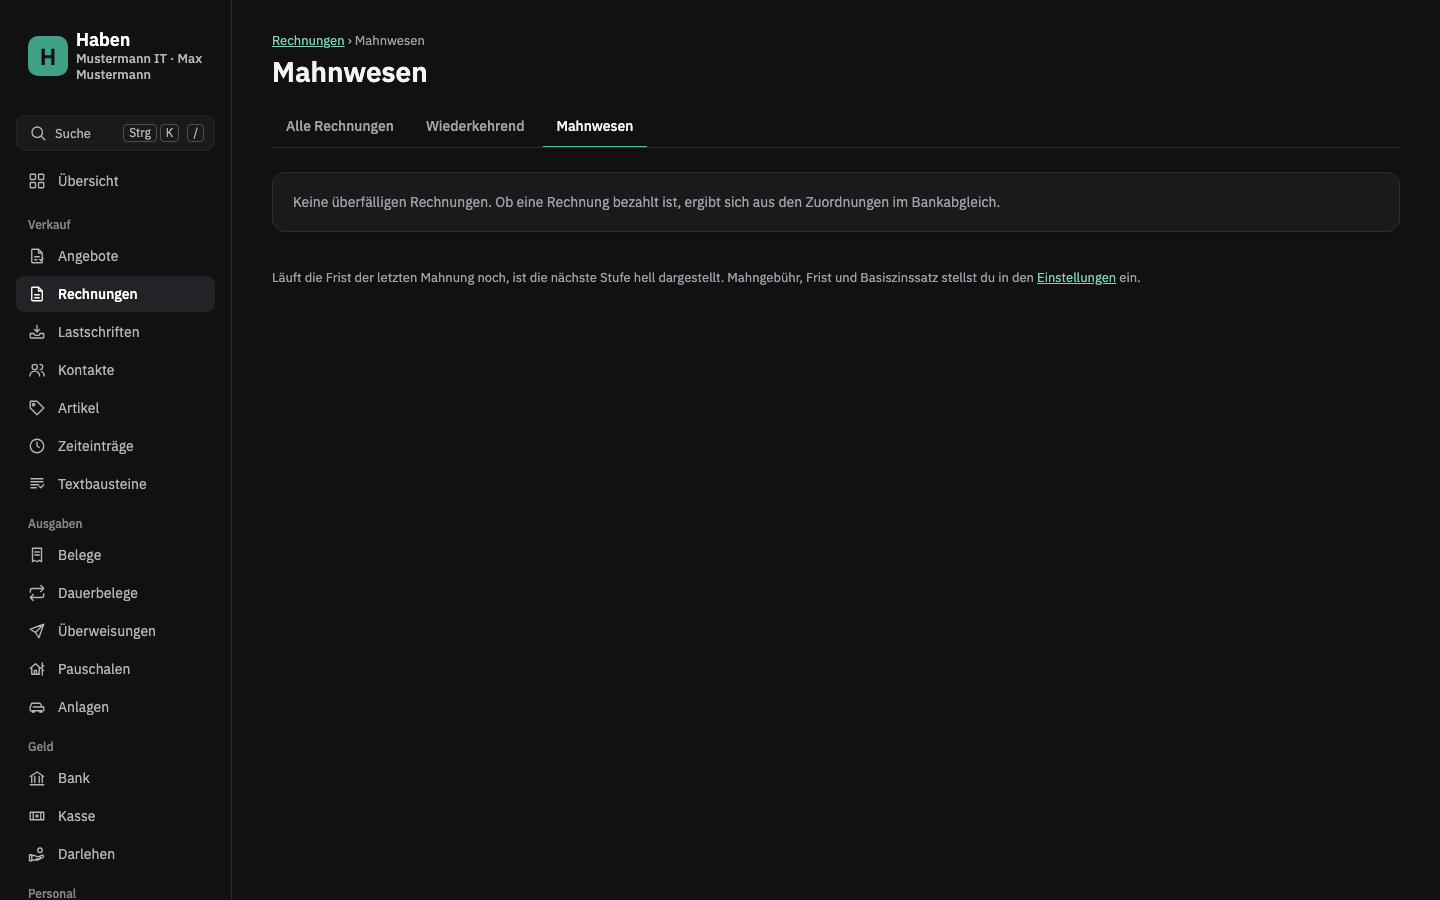 H
Haben
Mustermann IT · Max
Mustermann
Suche Strg K /
Übersicht
Verkauf
Angebote
Rechnungen
Lastschriften
Kontakte
Artikel
Zeiteinträge
Textbausteine
Ausgaben
Belege
Dauerbelege
Überweisungen
Pauschalen
Anlagen
Geld
Bank
Kasse
Darlehen
Personal
Rechnungen › Mahnwesen
Mahnwesen
Alle Rechnungen Wiederkehrend Mahnwesen
Keine überfälligen Rechnungen. Ob eine Rechnung bezahlt ist, ergibt sich aus den Zuordnungen im Bankabgleich.
Läuft die Frist der letzten Mahnung noch, ist die nächste Stufe hell dargestellt. Mahngebühr, Frist und Basiszinssatz stellst du in den Einstellungen ein.